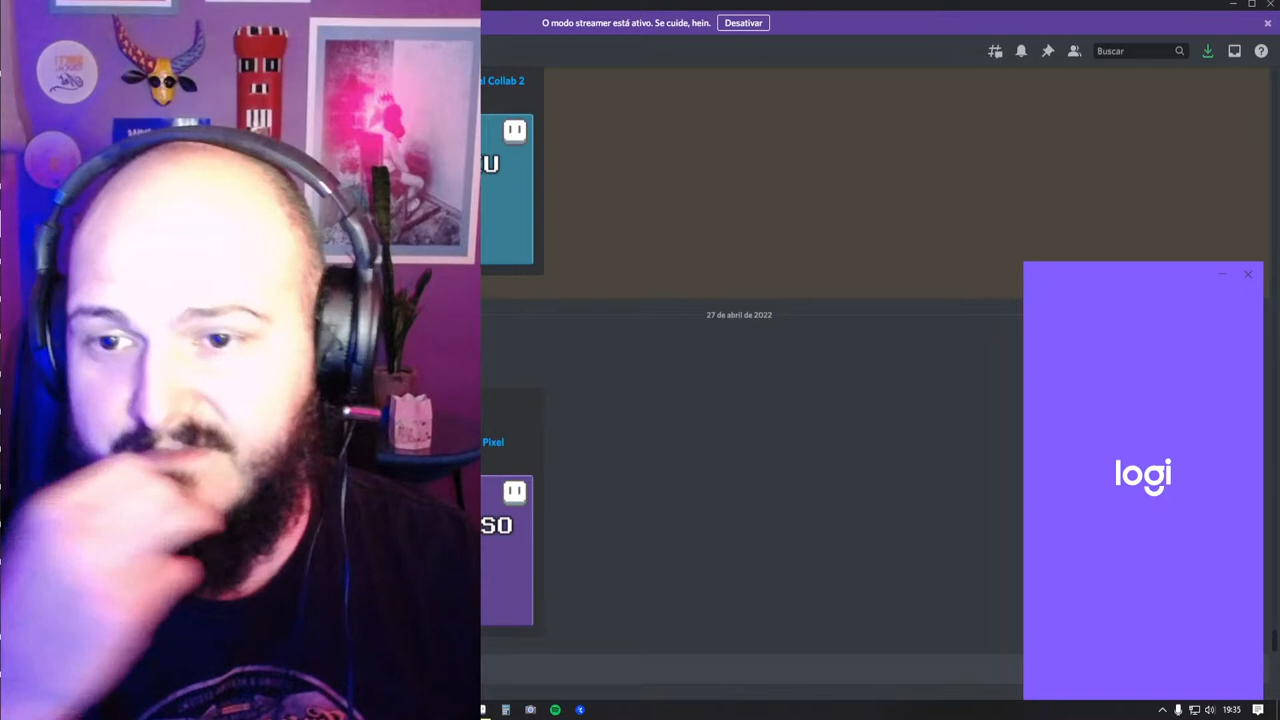 O modo streamer está ativo. Se cuide, hein.
Desativar
Buscar
el Collab 2
27 de abril de 2022
Pixel
SO
logi
19:35